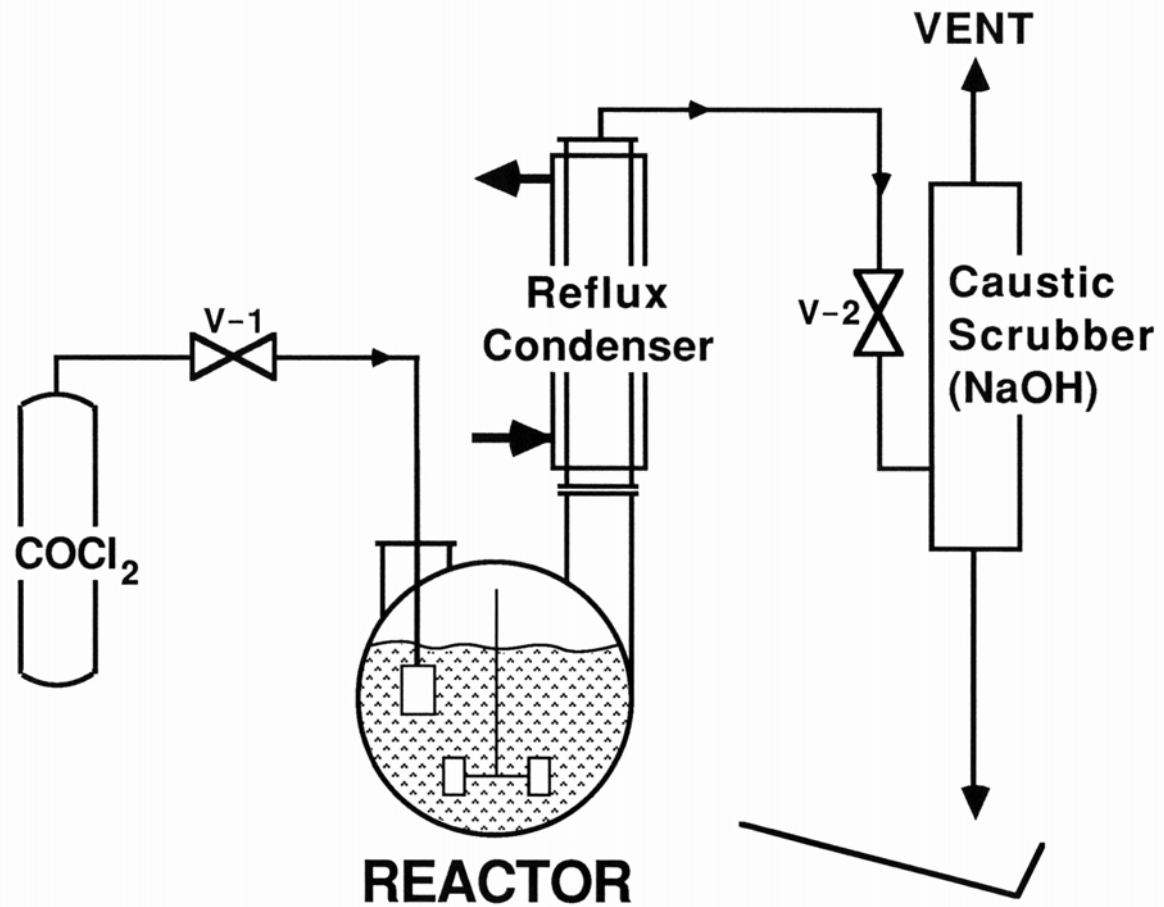 VENT
V-1
Reflux
Condenser
V-2
Caustic
Scrubber
(NaOH)
COCl₂
REACTOR